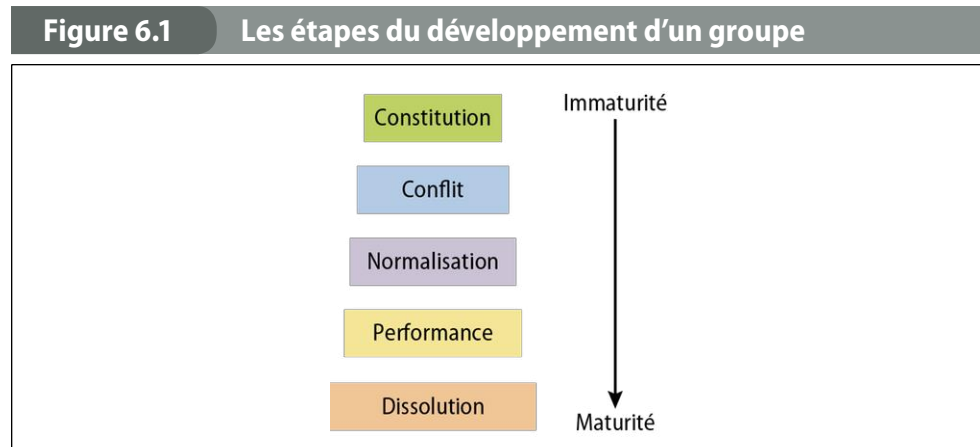 Figure 6.1 Les étapes du développement d’un groupe
Immaturité
Constitution
Conflit
Normalisation
Performance
Dissolution
Maturité